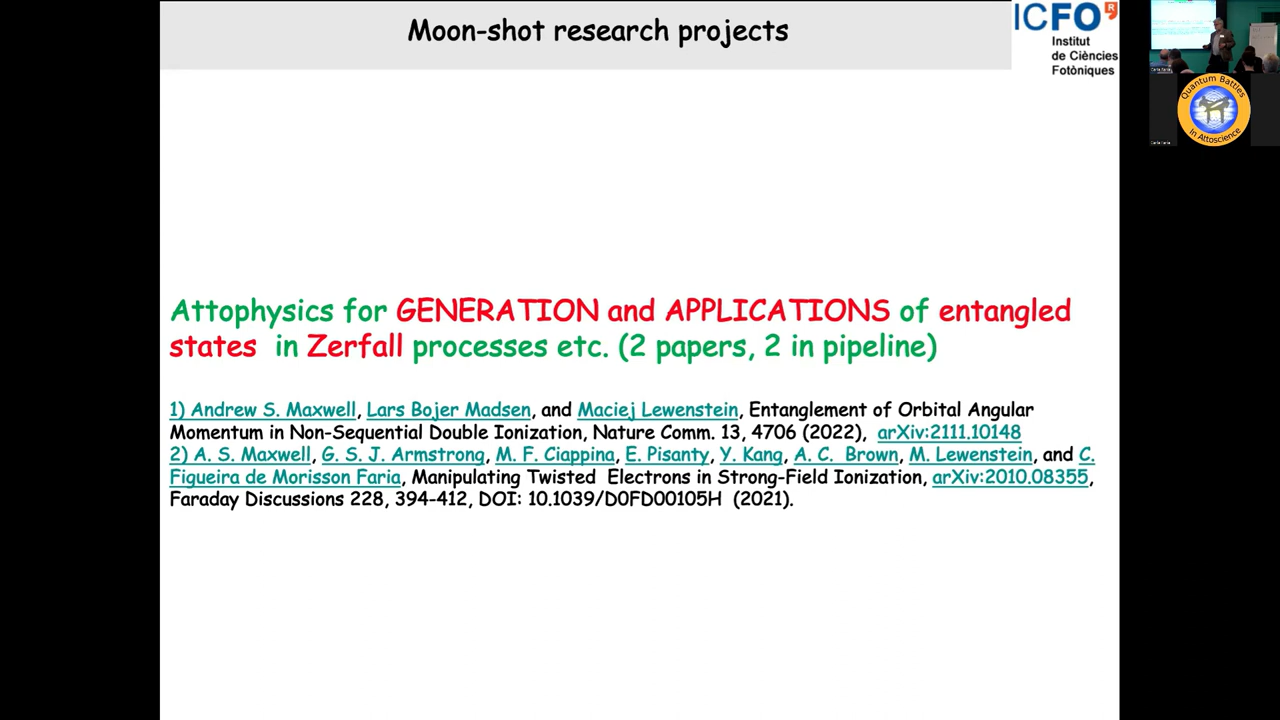 Moon-shot research projects
ICFO R
Institut
de Ciències
Fotòniques
Quantum Battles
In Attoscience
Attophysics for GENERATION and APPLICATIONS of entangled
states in Zerfall processes etc. (2 papers, 2 in pipeline)
1) Andrew S. Maxwell, Lars Bojer Madsen, and Maciej Lewenstein, Entanglement of Orbital Angular
Momentum in Non-Sequential Double Ionization, Nature Comm. 13, 4706 (2022), arXiv:2111.10148
2) A. S. Maxwell, G. S. J. Armstrong, M. F. Ciappina, E. Pisanty, Y. Kang, A. C. Brown, M. Lewenstein, and C.
Figueira de Morisson Faria, Manipulating Twisted Electrons in Strong-Field Ionization, arXiv:2010.08355,
Faraday Discussions 228, 394-412, DOI: 10.1039/D0FD00105H (2021).